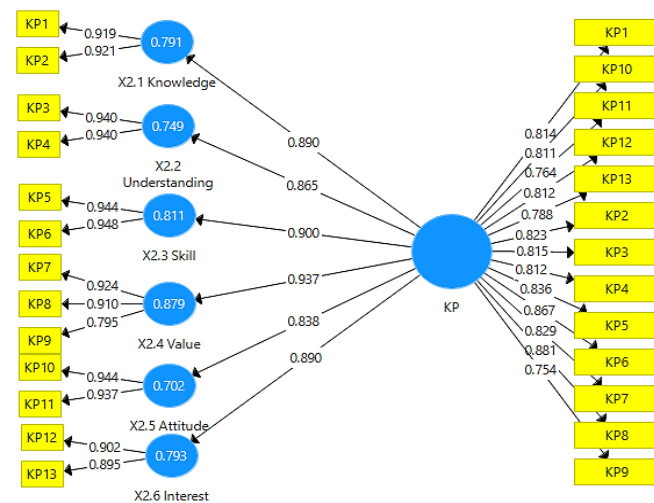 KP1
0.919
0.921
KP2
0.791
X2.1 Knowledge
KP3
0.940
0.940
KP4
0.749
X2.2
Understanding
KP5
0.944
0.948
KP6
0.811
X2.3 Skill
KP7
0.924
KP8
0.910
0.795
KP9
0.879
X2.4 Value
KP10
0.944
0.937
KP11
0.702
X2.5 Attitude
KP12
0.902
0.895
KP13
0.793
X2.6 Interest
0.890
0.865
0.900
0.937
0.838
0.890
KP
0.814
0.811
0.764
0.812
0.788
0.823
0.815
0.812
0.836
0.867
0.829
0.881
0.754
KP1
KP10
KP11
KP12
KP13
KP2
KP3
KP4
KP5
KP6
KP7
KP8
KP9